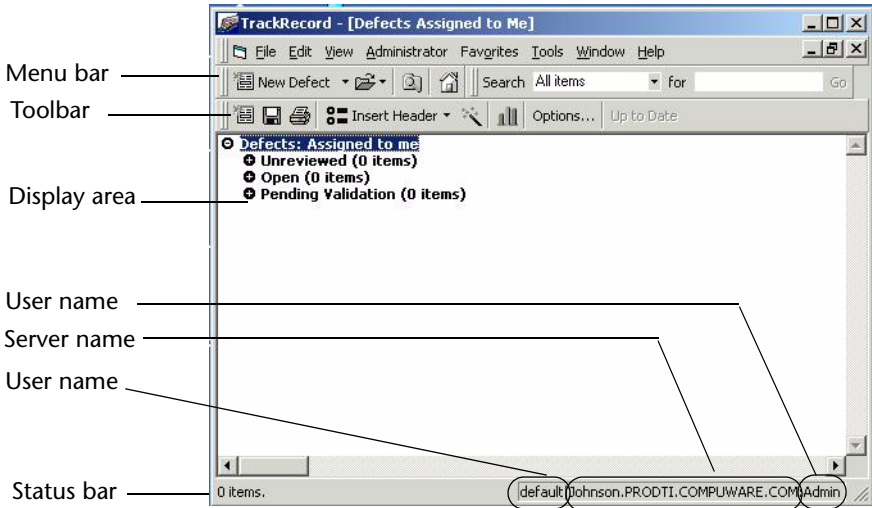 TrackRecord - [Defects Assigned to Me]
File Edit View Administrator Favorites Tools Window Help
Menu bar
New Defect Search All items for Go
Toolbar
Insert Header Options... Up to Date
Defects: Assigned to me
Unreviewed (0 items)
Open (0 items)
Pending Validation (0 items)
Display area
User name
Server name
User name
Status bar
0 items. default Johnson.PRODTI.COMPUWARE.COM Admin